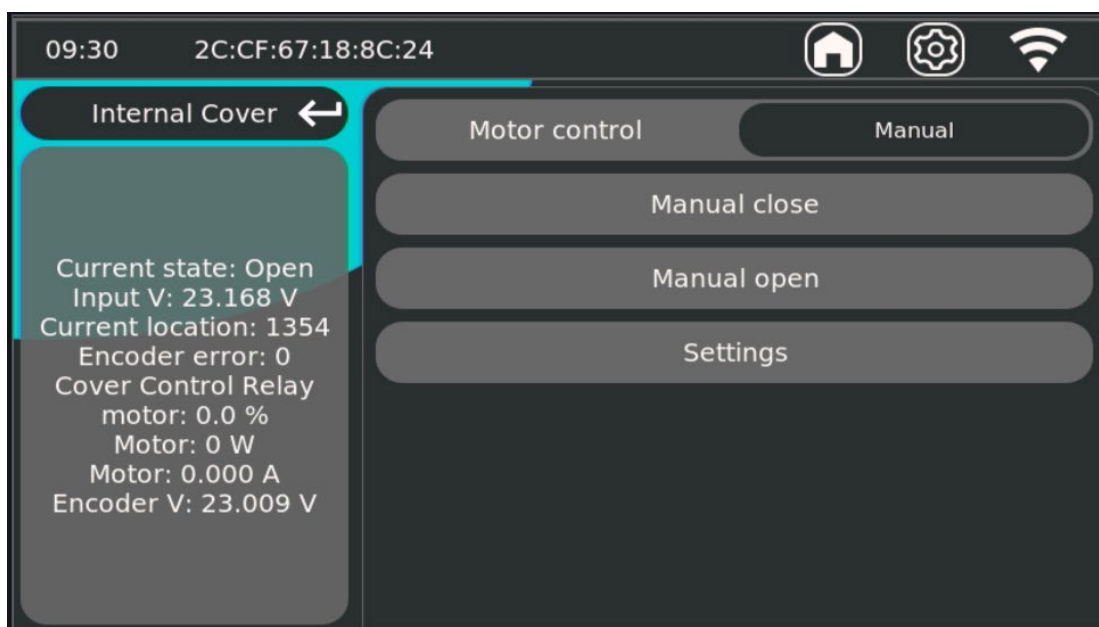 09:30 2C:CF:67:18:8C:24
Internal Cover
Current state: Open
Input V: 23.168 V
Current location: 1354
Encoder error: 0
Cover Control Relay
motor: 0.0 %
Motor: 0 W
Motor: 0.000 A
Encoder V: 23.009 V
Motor control Manual
Manual close
Manual open
Settings